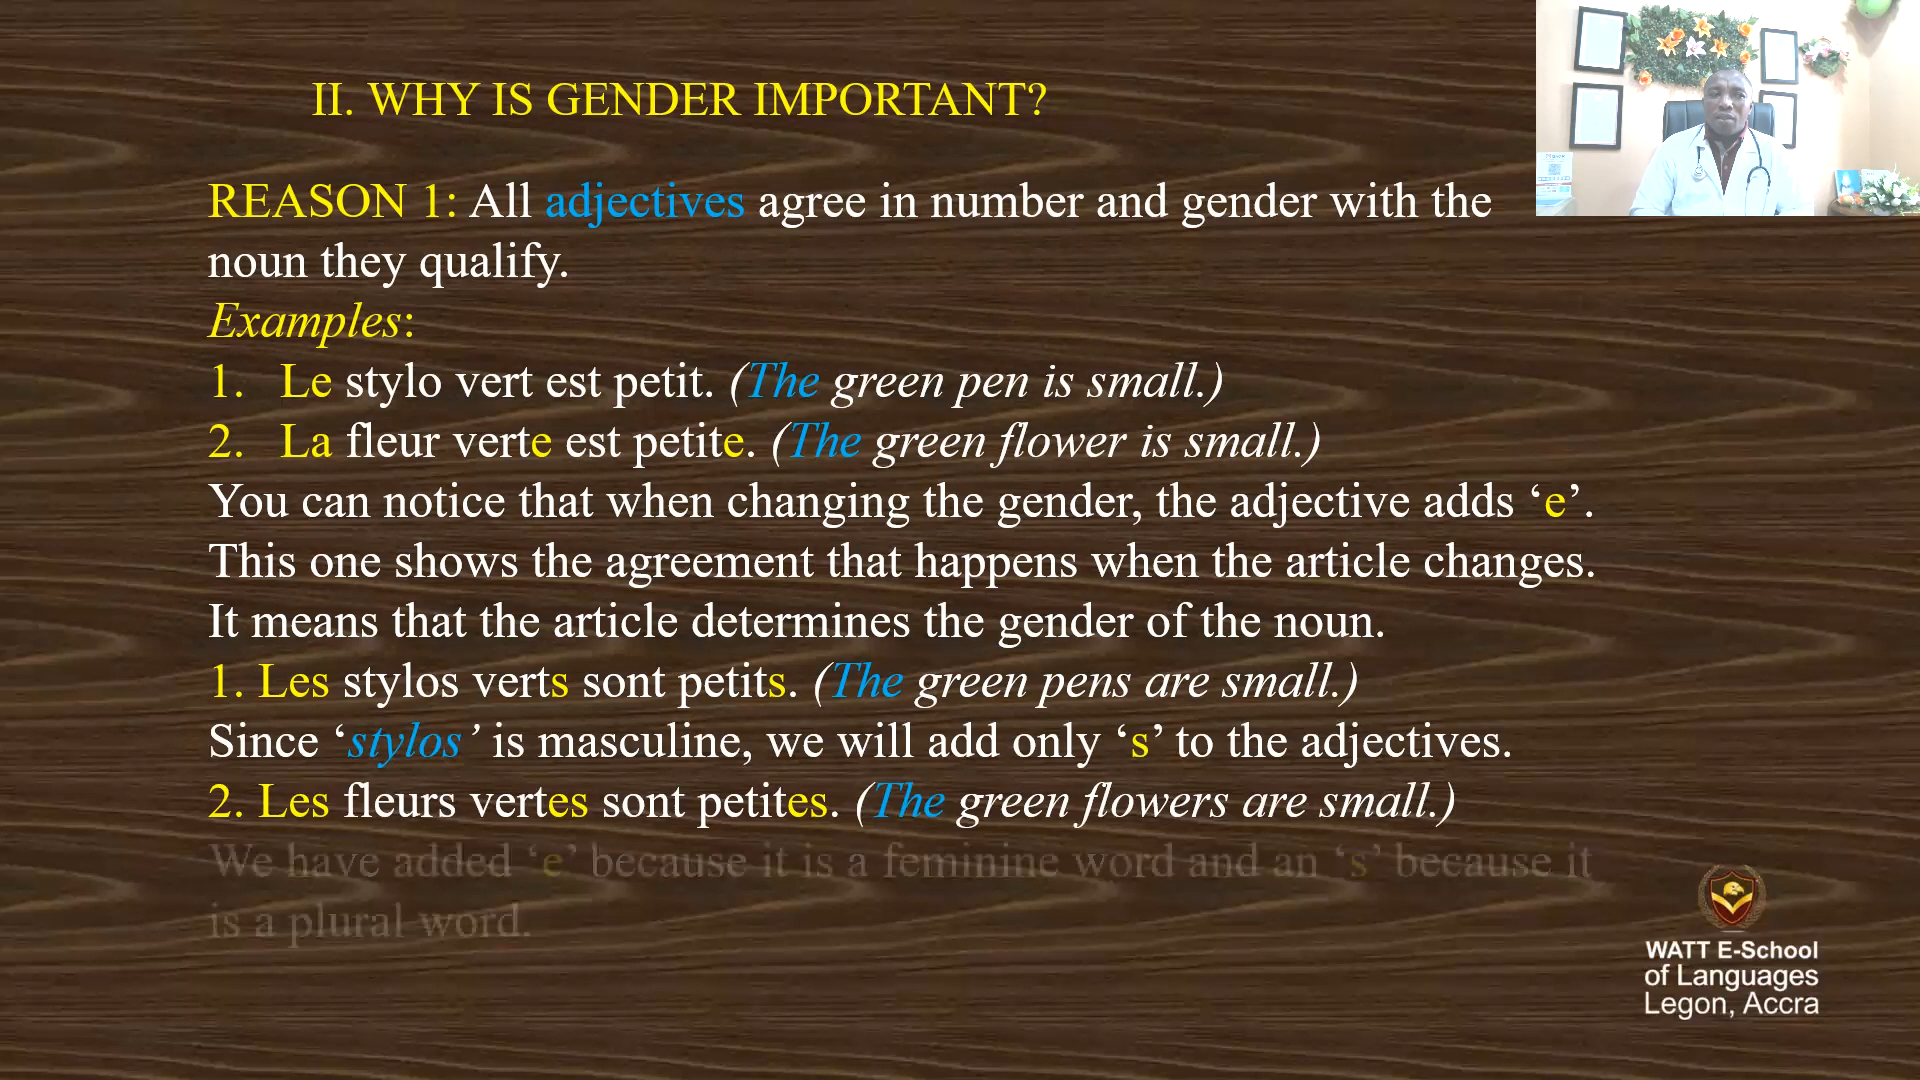 II. WHY IS GENDER IMPORTANT?
REASON 1: All adjectives agree in number and gender with the
noun they qualify.
Examples:
1. Le stylo vert est petit. (The green pen is small.)
2. La fleur verte est petite. (The green flower is small.)
You can notice that when changing the gender, the adjective adds ‘e’.
This one shows the agreement that happens when the article changes.
It means that the article determines the gender of the noun.
1. Les stylos verts sont petits. (The green pens are small.)
Since ‘stylos’ is masculine, we will add only ‘s’ to the adjectives.
2. Les fleurs vertes sont petites. (The green flowers are small.)
We have added ‘e’ because it is a feminine word and an ‘s’ because it
is a plural word.
WATT E-School
of Languages
Legon, Accra